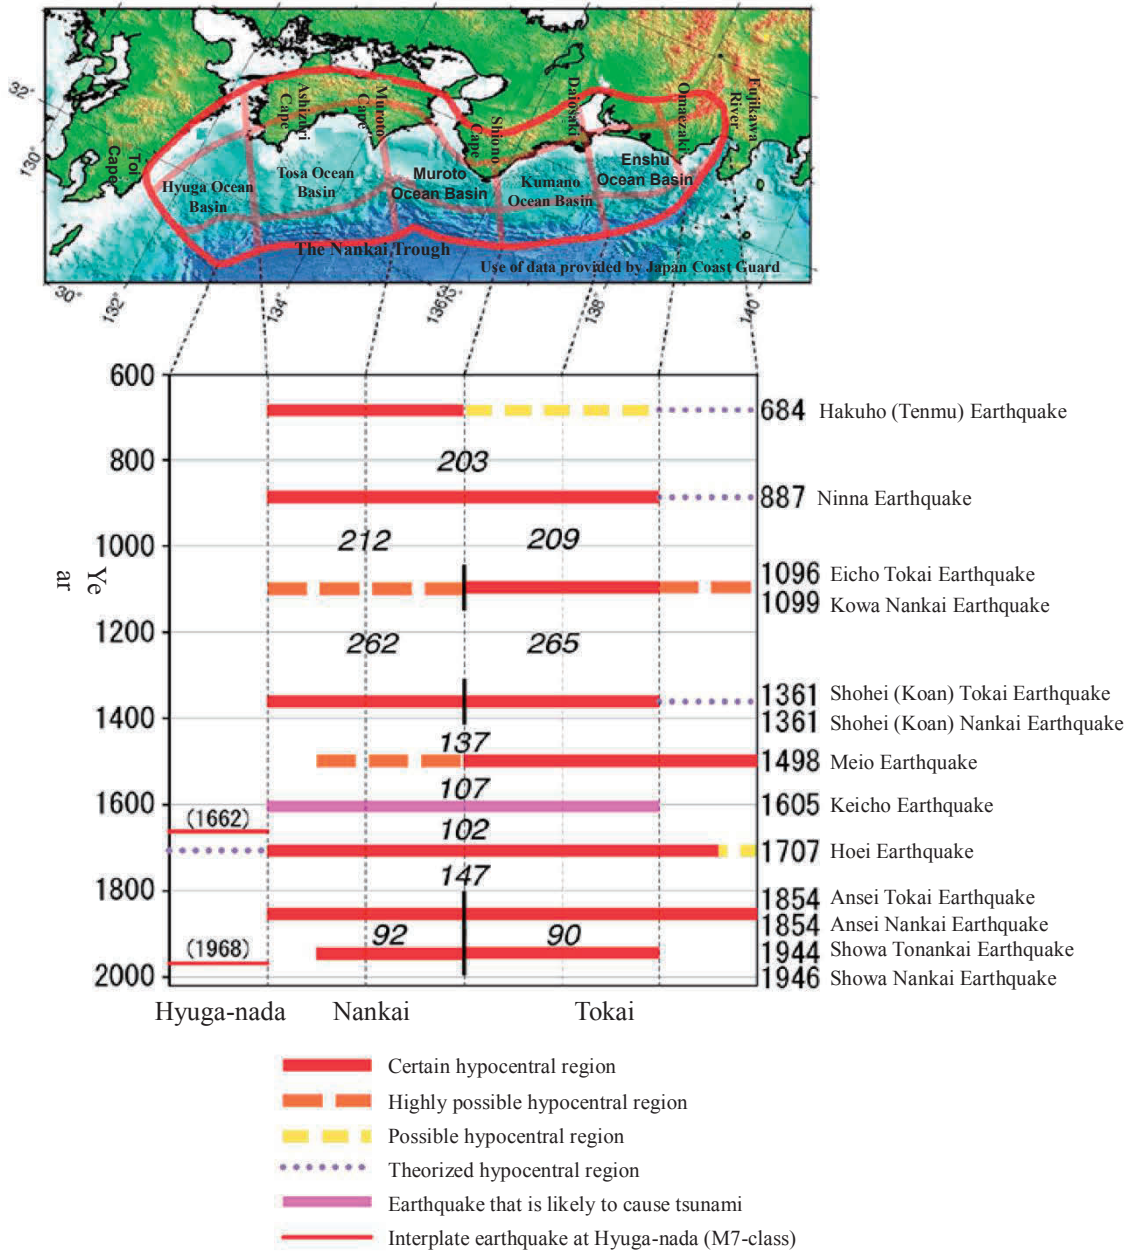 32°
130°
30°
132°
134°
136°
138°
140°
Toi
Cape
Ashizuri
Cape
Muroto
Cape
Shiono
Cape
Daiosaki
Omaezaki
Fujikawa
River
Hyuga Ocean
Basin
Tosa Ocean
Basin
Muroto
Ocean Basin
Kumano
Ocean Basin
Enshu
Ocean Basin
The Nankai Trough
Use of data provided by Japan Coast Guard
600
684 Hakuho (Tenmu) Earthquake
800
203
887 Ninna Earthquake
1000
212 209
Ye
ar
1096 Eicho Tokai Earthquake
1099 Kowa Nankai Earthquake
1200
262 265
1361 Shohei (Koan) Tokai Earthquake
1361 Shohei (Koan) Nankai Earthquake
1400
137
1498 Meio Earthquake
107
1600
1605 Keicho Earthquake
(1662)
102
1707 Hoei Earthquake
147
1800
1854 Ansei Tokai Earthquake
1854 Ansei Nankai Earthquake
92 90
(1968)
1944 Showa Tonankai Earthquake
2000
1946 Showa Nankai Earthquake
Hyuga-nada Nankai Tokai
Certain hypocentral region
Highly possible hypocentral region
Possible hypocentral region
Theorized hypocentral region
Earthquake that is likely to cause tsunami
Interplate earthquake at Hyuga-nada (M7-class)